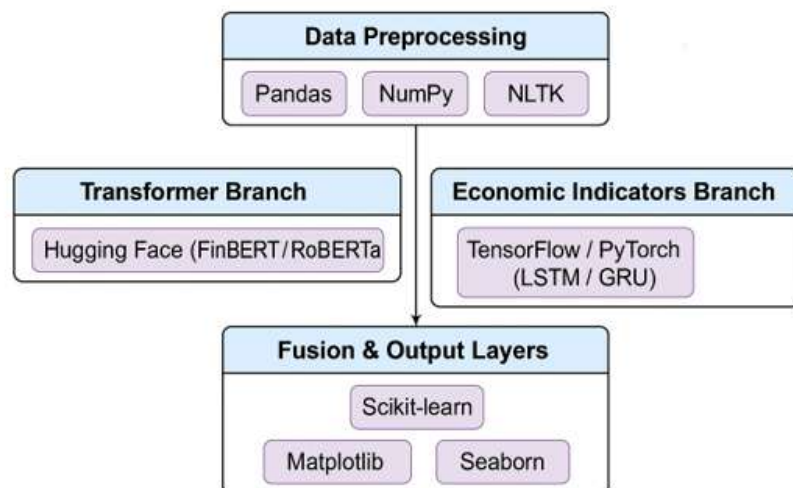 Data Preprocessing
Pandas NumPy NLTK
Transformer Branch
Hugging Face (FinBERT/RoBERTa
Economic Indicators Branch
TensorFlow / PyTorch
(LSTM / GRU)
Fusion & Output Layers
Scikit-learn
Matplotlib Seaborn